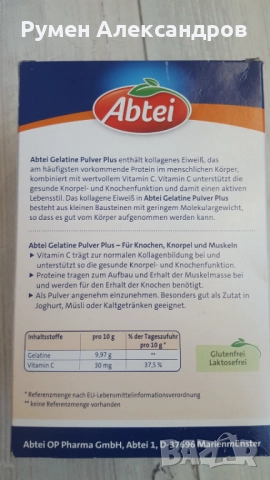 Румен Александров
Abtei
Abtei Gelatine Pulver Plus enthält kollagenes Eiweiß, das
am häufigsten vorkommende Protein im menschlichen Körper,
kombiniert mit wertvollem Vitamin C. Vitamin C unterstützt die
gesunde Knorpel- und Knochenfunktion und damit einen aktiven
Lebensstil. Das kollagene Eiweiß in Abtei Gelatine Pulver Plus
besteht aus kleinen Bausteinen mit geringem Molekulargewicht,
so dass es gut vom Körper aufgenommen werden kann.
Abtei Gelatine Pulver Plus – Für Knochen, Knorpel und Muskeln
Vitamin C trägt zur normalen Kollagenbildung bei und
unterstützt so die gesunde Knorpel- und Knochenfunktion.
Proteine tragen zum Aufbau und Erhalt der Muskelmasse bei
und werden für den Erhalt der Knochen benötigt
Als Pulver angenehm einzunehmen. Besonders gut als Zutat in
Joghurt, Müsli oder Kaltgetränken geeignet.
Inhaltsstoffe pro 10 g % der Tageszufuhr
pro 10 g*
Gelatine 9,97 g **
Vitamin C 30 mg 37,5 %
Glutenfrei
Laktosefrei
* Referenzmenge nach EU-Lebensmittelinformationsverordnung
** keine Referenzmenge vorhanden
Abtei OP Pharma GmbH, Abtei 1, D-37696 Marienmünster
bazar